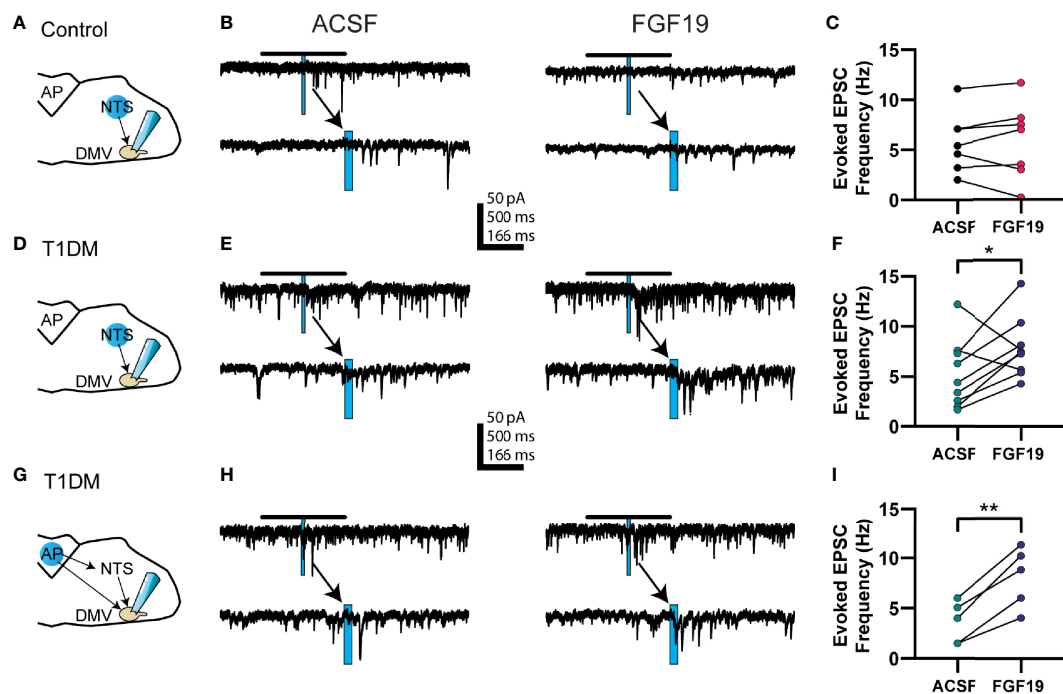 A Control
AP
NTS
DMV
B ACSF FGF19
50 pA
500 ms
166 ms
C
Evoked EPSC
Frequency (Hz)
15
10
5
0
ACSF FGF19
D T1DM
AP
NTS
DMV
E
50 pA
500 ms
166 ms
F
*
Evoked EPSC
Frequency (Hz)
15
10
5
0
ACSF FGF19
G T1DM
AP
NTS
DMV
H
I
**
Evoked EPSC
Frequency (Hz)
15
10
5
0
ACSF FGF19